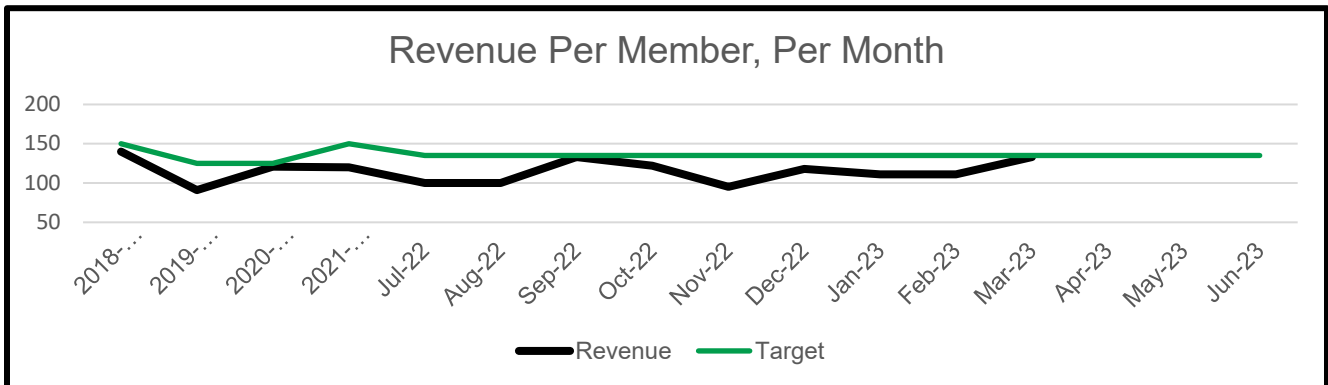 Revenue Per Member, Per Month
200
150
100
50
2018-...
2019-...
2020-...
2021-...
Jul-22
Aug-22
Sep-22
Oct-22
Nov-22
Dec-22
Jan-23
Feb-23
Mar-23
Apr-23
May-23
Jun-23
Revenue Target